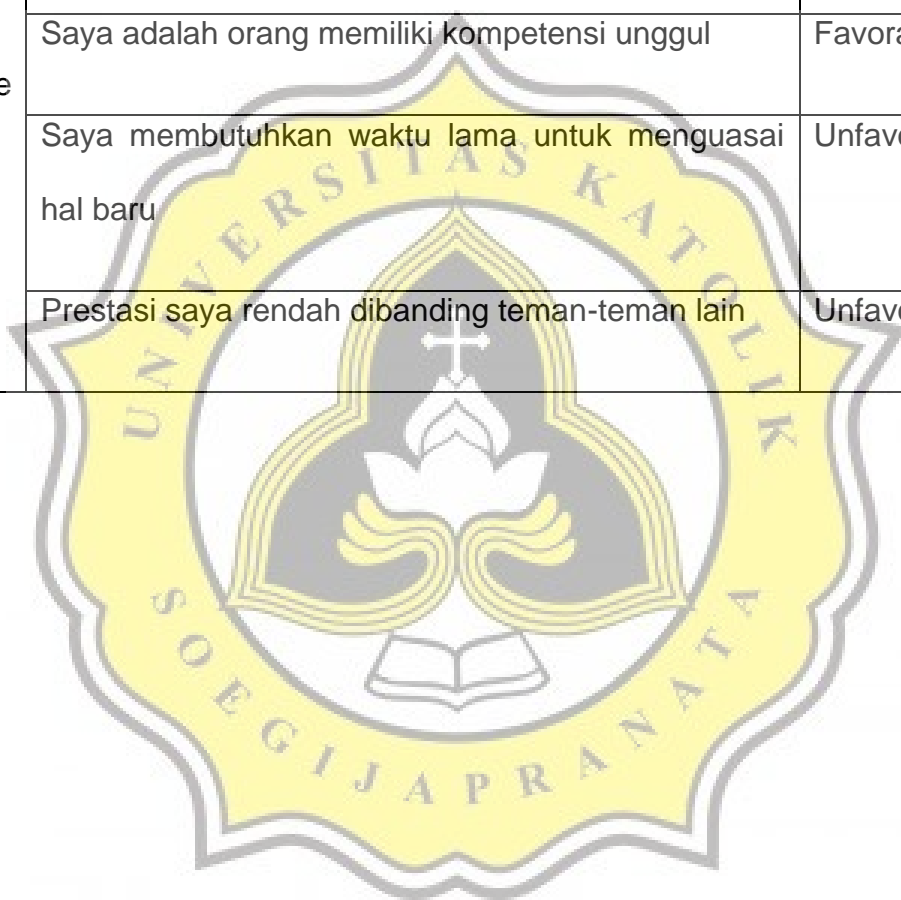 Saya adalah orang memiliki kompetensi unggul
Saya membutuhkan waktu lama untuk menguasai
hal baru
Prestasi saya rendah dibanding teman-teman lain
UNIVERSITAS KATOLIK
SOEGIJAPRANATA